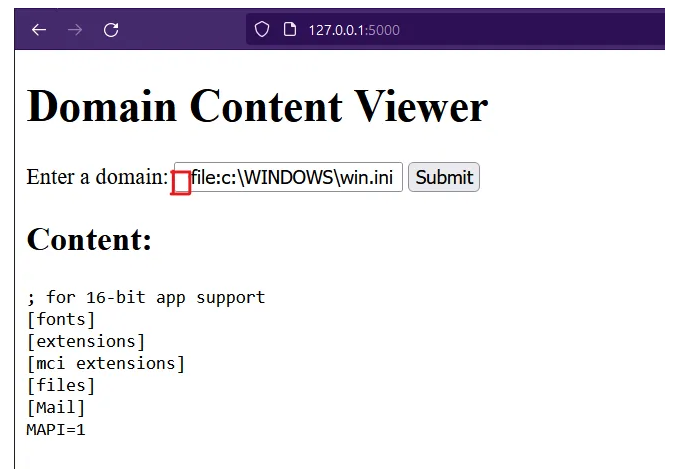 127.0.0.1:5000
Domain Content Viewer
Enter a domain: file:c:\WINDOWS\win.ini Submit
Content:
; for 16-bit app support
[fonts]
[extensions]
[mci extensions]
[files]
[Mail]
MAPI=1